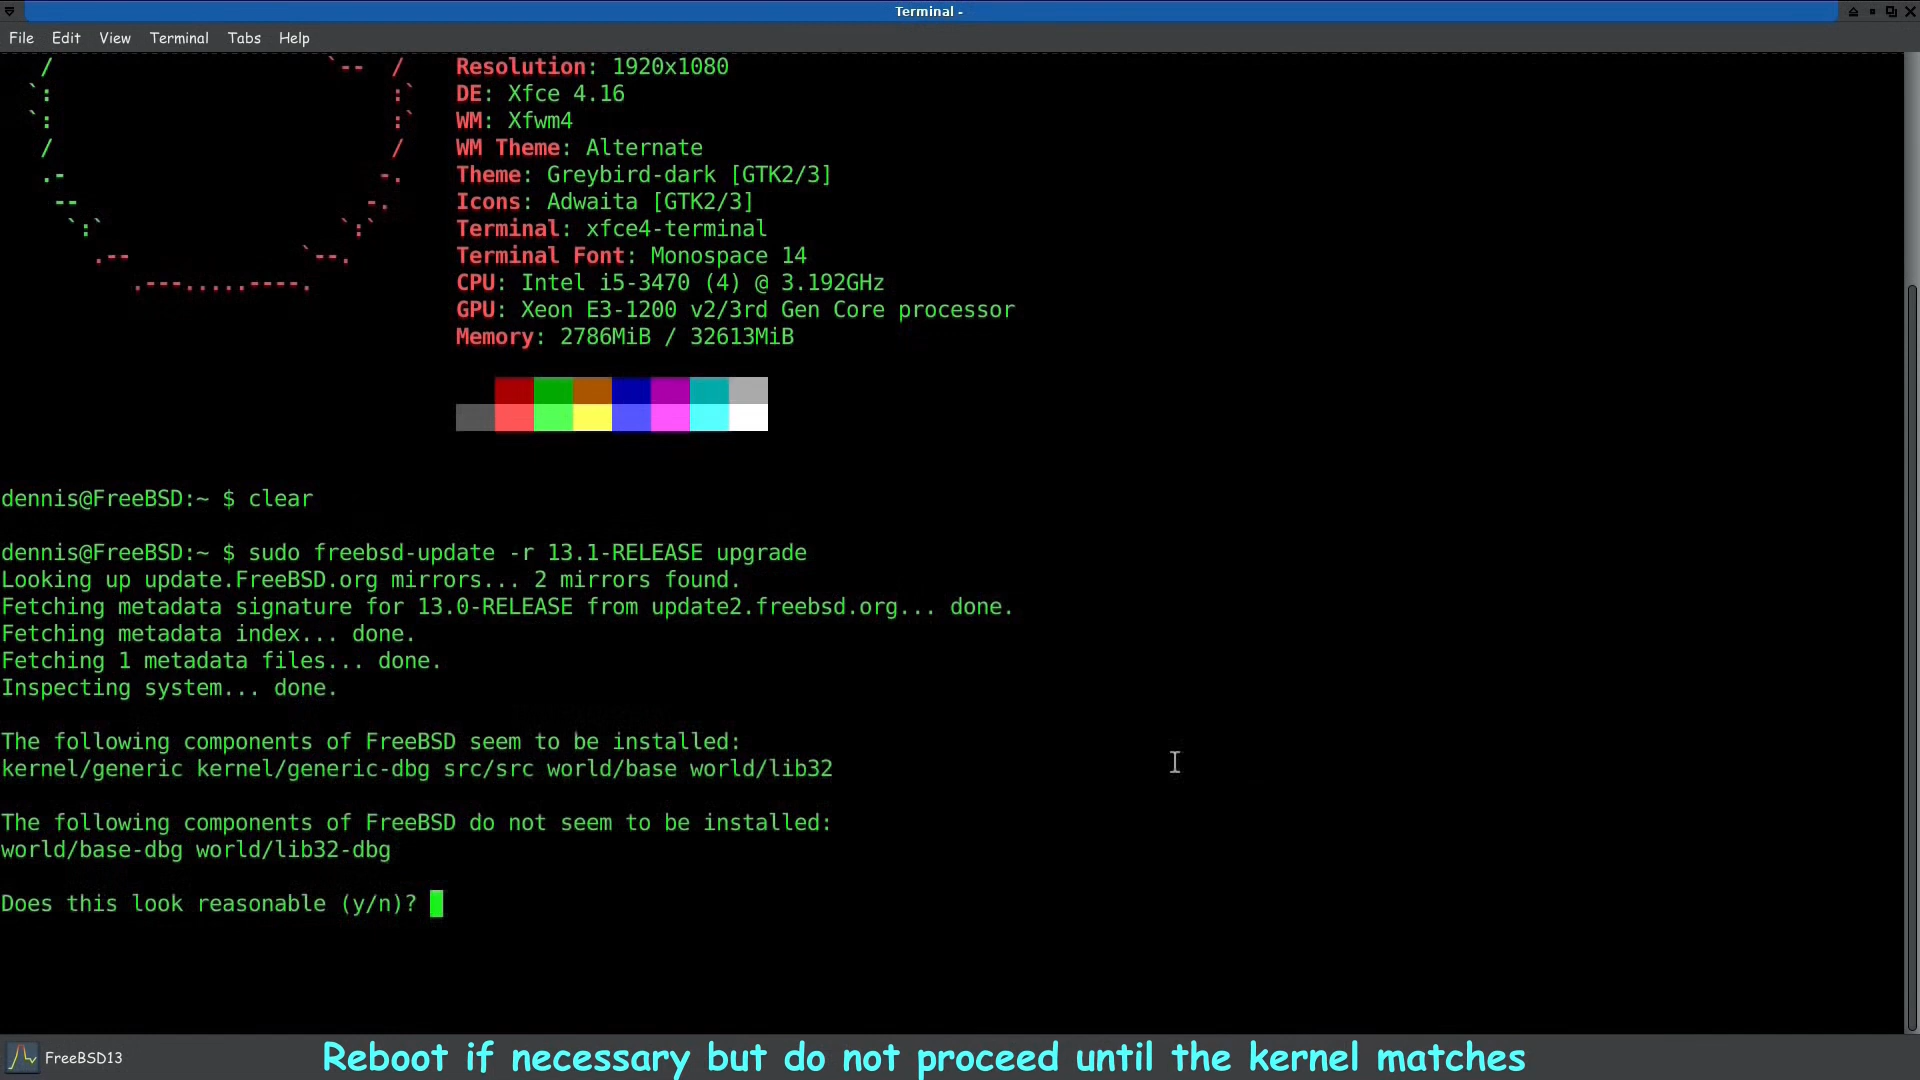 Terminal -
File Edit View Terminal Tabs Help
/ `-- / Resolution: 1920x1080
`: :` DE: Xfce 4.16
`: :` WM: Xfwm4
/ / WM Theme: Alternate
.- -. Theme: Greybird-dark [GTK2/3]
-- -. Icons: Adwaita [GTK2/3]
`:` `:` Terminal: xfce4-terminal
.-- `--. Terminal Font: Monospace 14
.---.....----. CPU: Intel i5-3470 (4) @ 3.192GHz
GPU: Xeon E3-1200 v2/3rd Gen Core processor
Memory: 2786MiB / 32613MiB
dennis@FreeBSD:~ $ clear
dennis@FreeBSD:~ $ sudo freebsd-update -r 13.1-RELEASE upgrade
Looking up update.FreeBSD.org mirrors... 2 mirrors found.
Fetching metadata signature for 13.0-RELEASE from update2.freebsd.org... done.
Fetching metadata index... done.
Fetching 1 metadata files... done.
Inspecting system... done.
The following components of FreeBSD seem to be installed:
kernel/generic kernel/generic-dbg src/src world/base world/lib32
The following components of FreeBSD do not seem to be installed:
world/base-dbg world/lib32-dbg
Does this look reasonable (y/n)?
FreeBSD13
Reboot if necessary but do not proceed until the kernel matches